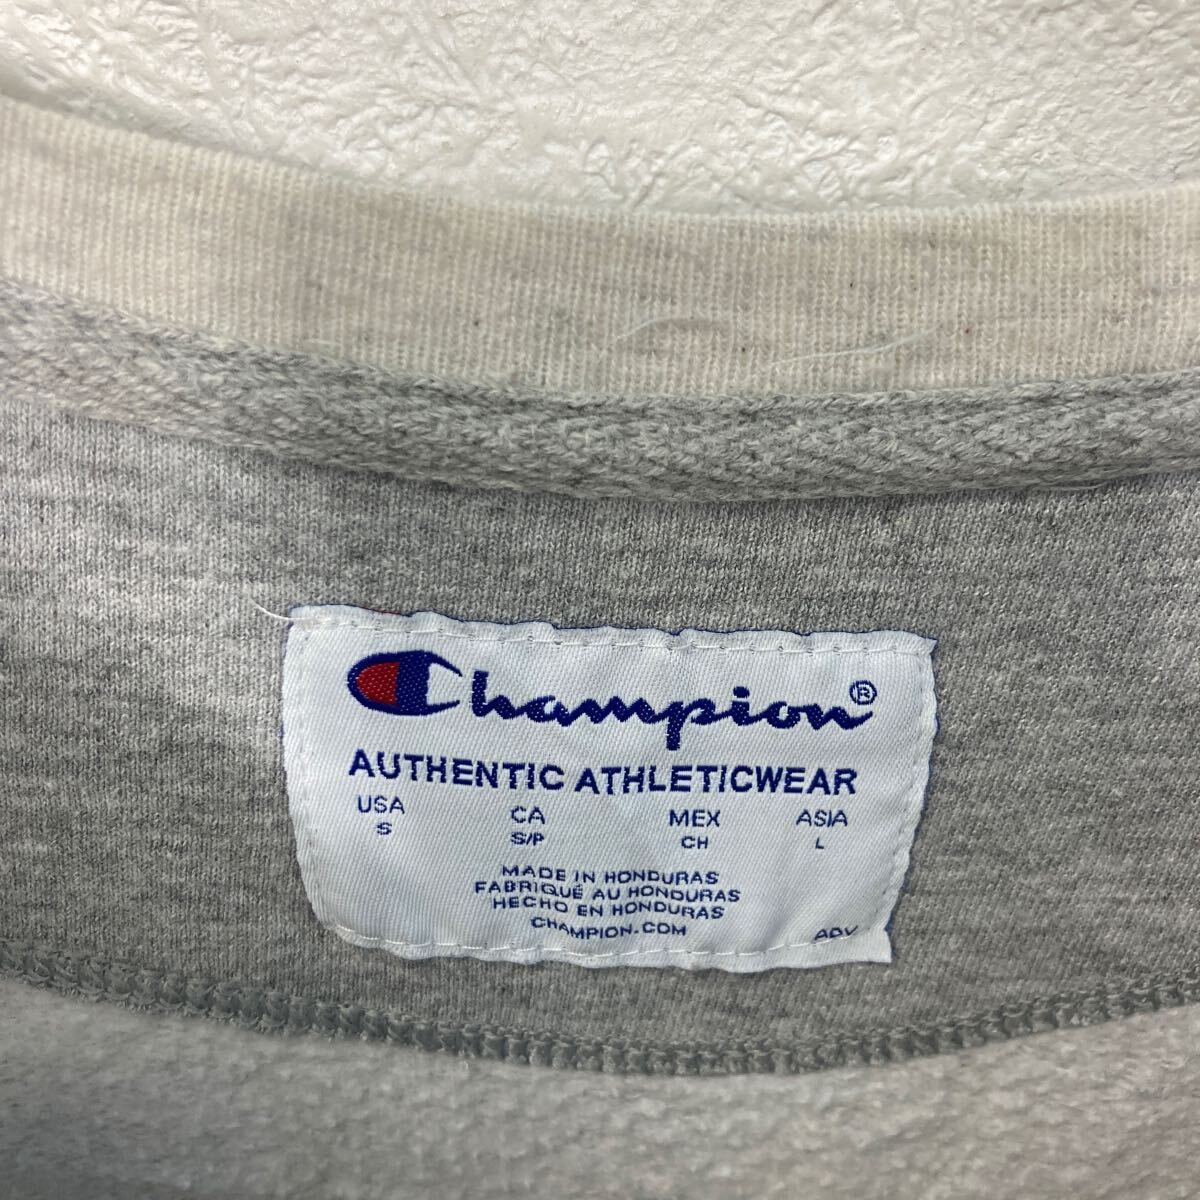 Champion®
AUTHENTIC ATHLETICWEAR
USA CA MEX ASIA
S S/P CH L
MADE IN HONDURAS
FABRIQUÉ AU HONDURAS
HECHO EN HONDURAS
CHAMPION.COM
ADV